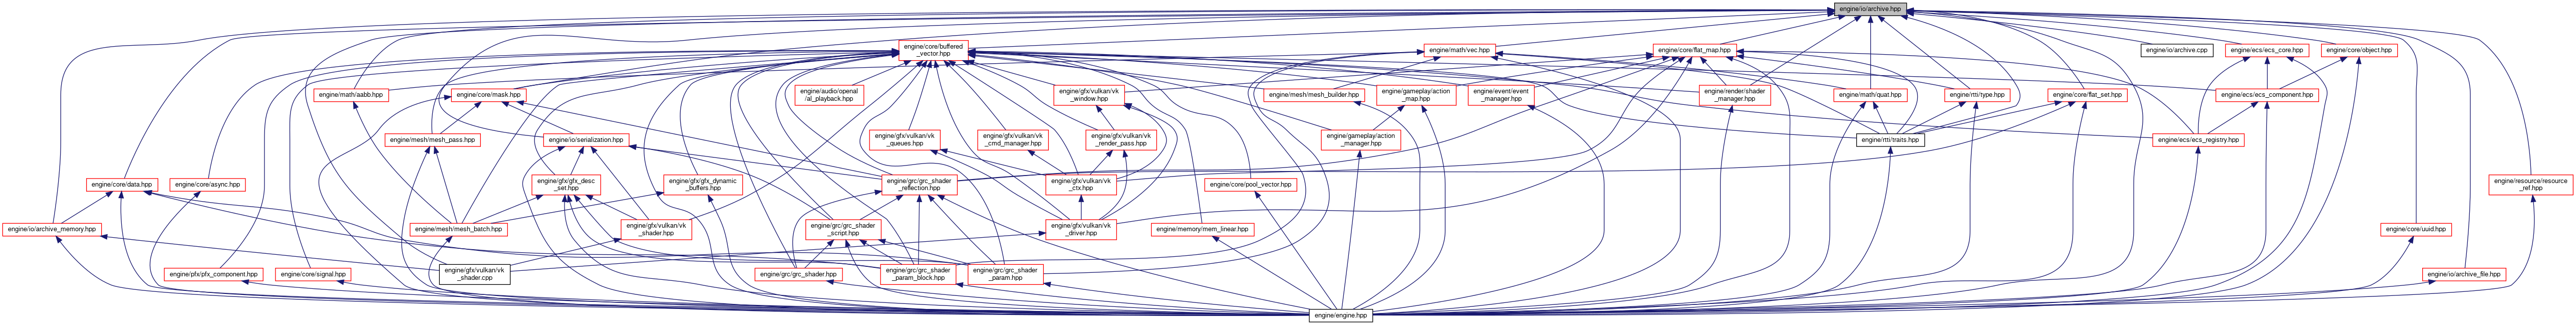 engine/io/archive.hpp
engine/core/buffered
_vector.hpp
engine/math/vec.hpp
engine/core/flat_map.hpp
engine/io/archive.cpp
engine/ecs/ecs_core.hpp
engine/core/object.hpp
engine/math/aabb.hpp
engine/core/mask.hpp
engine/audio/openal
/al_playback.hpp
engine/gfx/vulkan/vk
_window.hpp
engine/mesh/mesh_builder.hpp
engine/gameplay/action
_map.hpp
engine/event/event
_manager.hpp
engine/render/shader
_manager.hpp
engine/math/quat.hpp
engine/rtti/type.hpp
engine/core/flat_set.hpp
engine/ecs/ecs_component.hpp
engine/mesh/mesh_pass.hpp
engine/io/serialization.hpp
engine/gfx/vulkan/vk
_queues.hpp
engine/gfx/vulkan/vk
_cmd_manager.hpp
engine/gfx/vulkan/vk
_render_pass.hpp
engine/gameplay/action
_manager.hpp
engine/rtti/traits.hpp
engine/ecs/ecs_registry.hpp
engine/core/data.hpp
engine/core/async.hpp
engine/gfx/gfx_desc
_set.hpp
engine/gfx/gfx_dynamic
_buffers.hpp
engine/grc/grc_shader
_reflection.hpp
engine/gfx/vulkan/vk
_ctx.hpp
engine/core/pool_vector.hpp
engine/resource/resource
_ref.hpp
engine/io/archive_memory.hpp
engine/mesh/mesh_batch.hpp
engine/gfx/vulkan/vk
_shader.hpp
engine/grc/grc_shader
_script.hpp
engine/gfx/vulkan/vk
_driver.hpp
engine/memory/mem_linear.hpp
engine/core/uuid.hpp
engine/pfx/pfx_component.hpp
engine/core/signal.hpp
engine/gfx/vulkan/vk
_shader.cpp
engine/grc/grc_shader.hpp
engine/grc/grc_shader
_param_block.hpp
engine/grc/grc_shader
_param.hpp
engine/io/archive_file.hpp
engine/engine.hpp